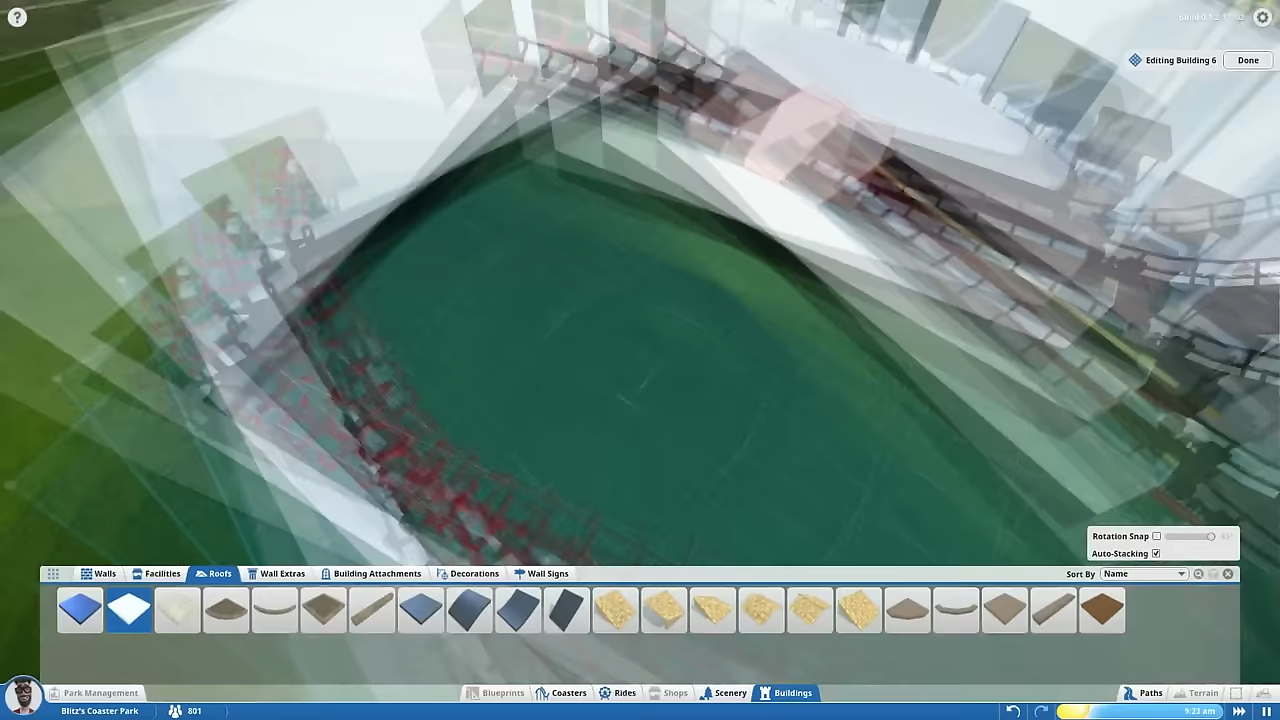 ?
Editing Building 6
Done
Rotation Snap
Auto-Stacking
Walls
Facilities
Roofs
Wall Extras
Building Attachments
Decorations
Wall Signs
Sort By
Name
Park Management
Blueprints
Coasters
Rides
Shops
Scenery
Buildings
Paths
Terrain
Blitz's Coaster Park
801
9:23 am